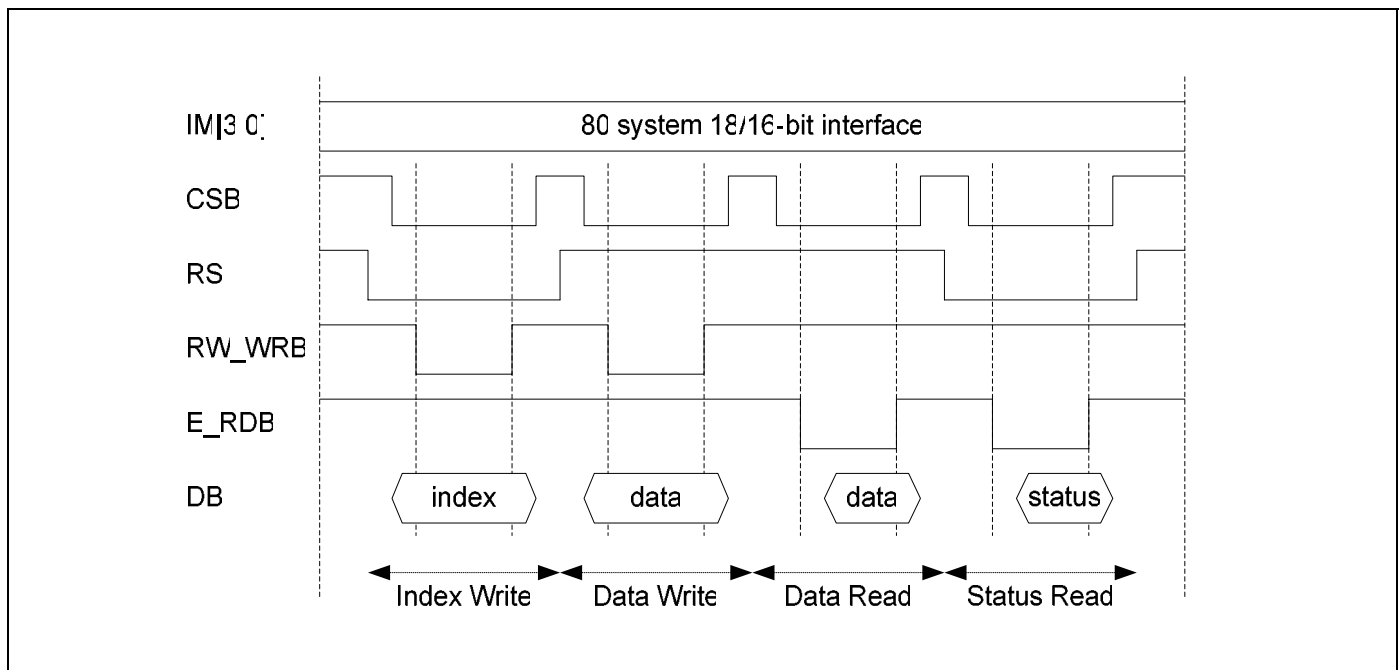 IM[3 0]
80 system 18/16-bit interface
CSB
RS
RW_WRB
E_RDB
DB
index
data
data
status
Index Write
Data Write
Data Read
Status Read